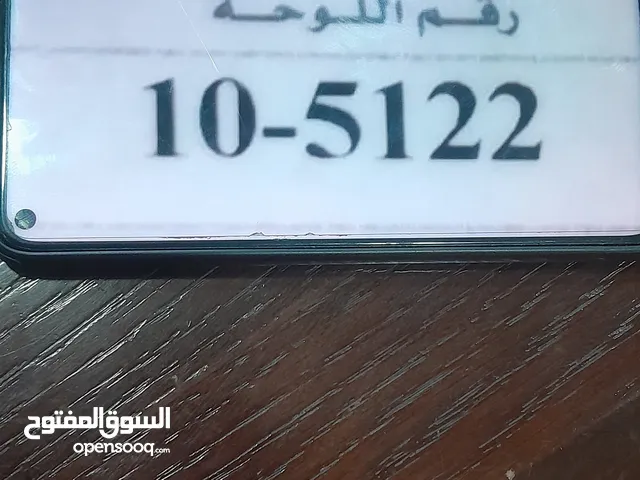 رقم اللوحة
10-5122
السوق المفتوح
opensooq.com